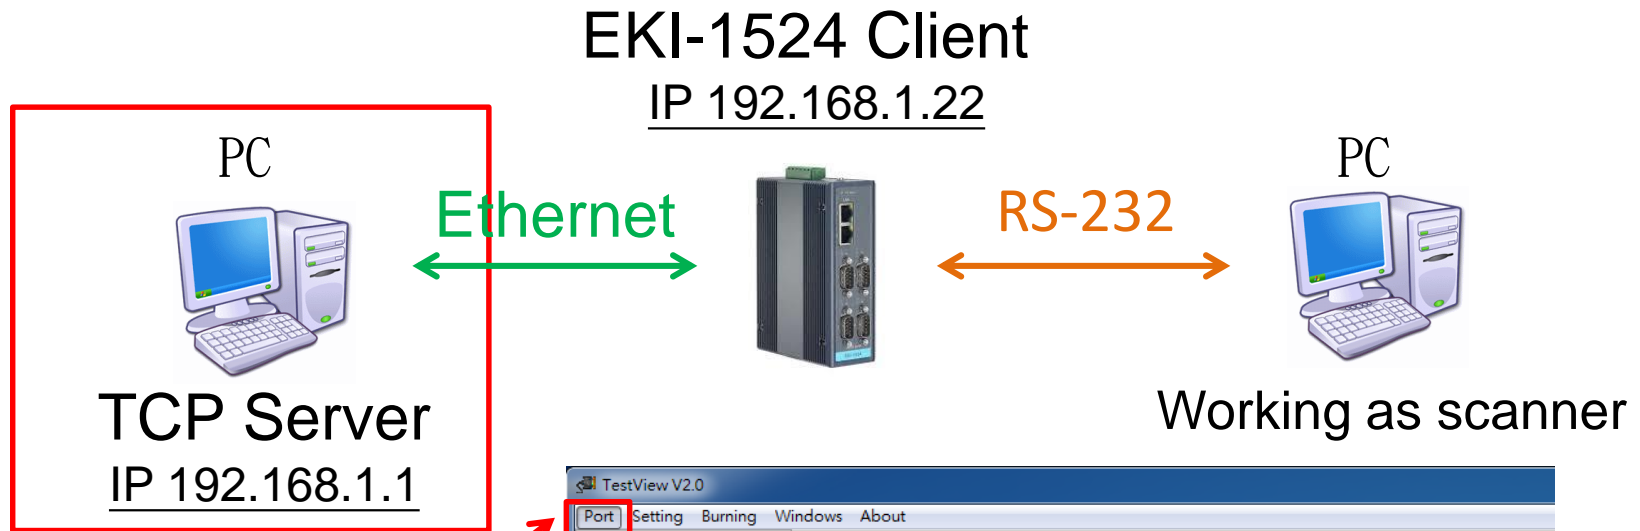 EKI-1524 Client
IP 192.168.1.22
PC
PC
Ethernet
RS-232
TCP Server
IP 192.168.1.1
Working as scanner
TestView V2.0
Port Setting Burning Windows About